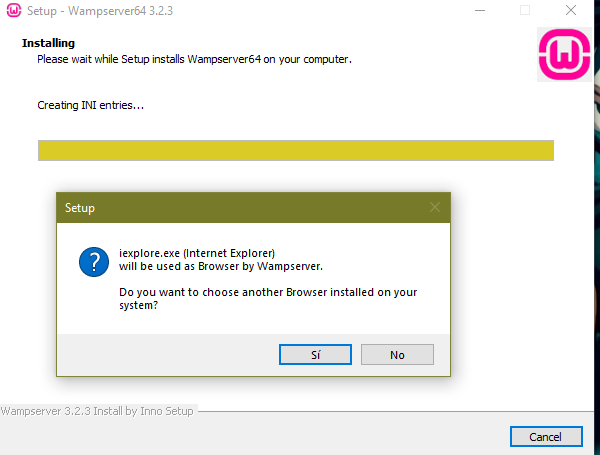 Setup - Wampserver64 3.2.3
Installing
Please wait while Setup installs Wampserver64 on your computer.
Creating INI entries...
Setup
iexplore.exe (Internet Explorer)
will be used as Browser by Wampserver.
Do you want to choose another Browser installed on your
system?
Sí
No
Wampserver 3.2.3 Install by Inno Setup
Cancel